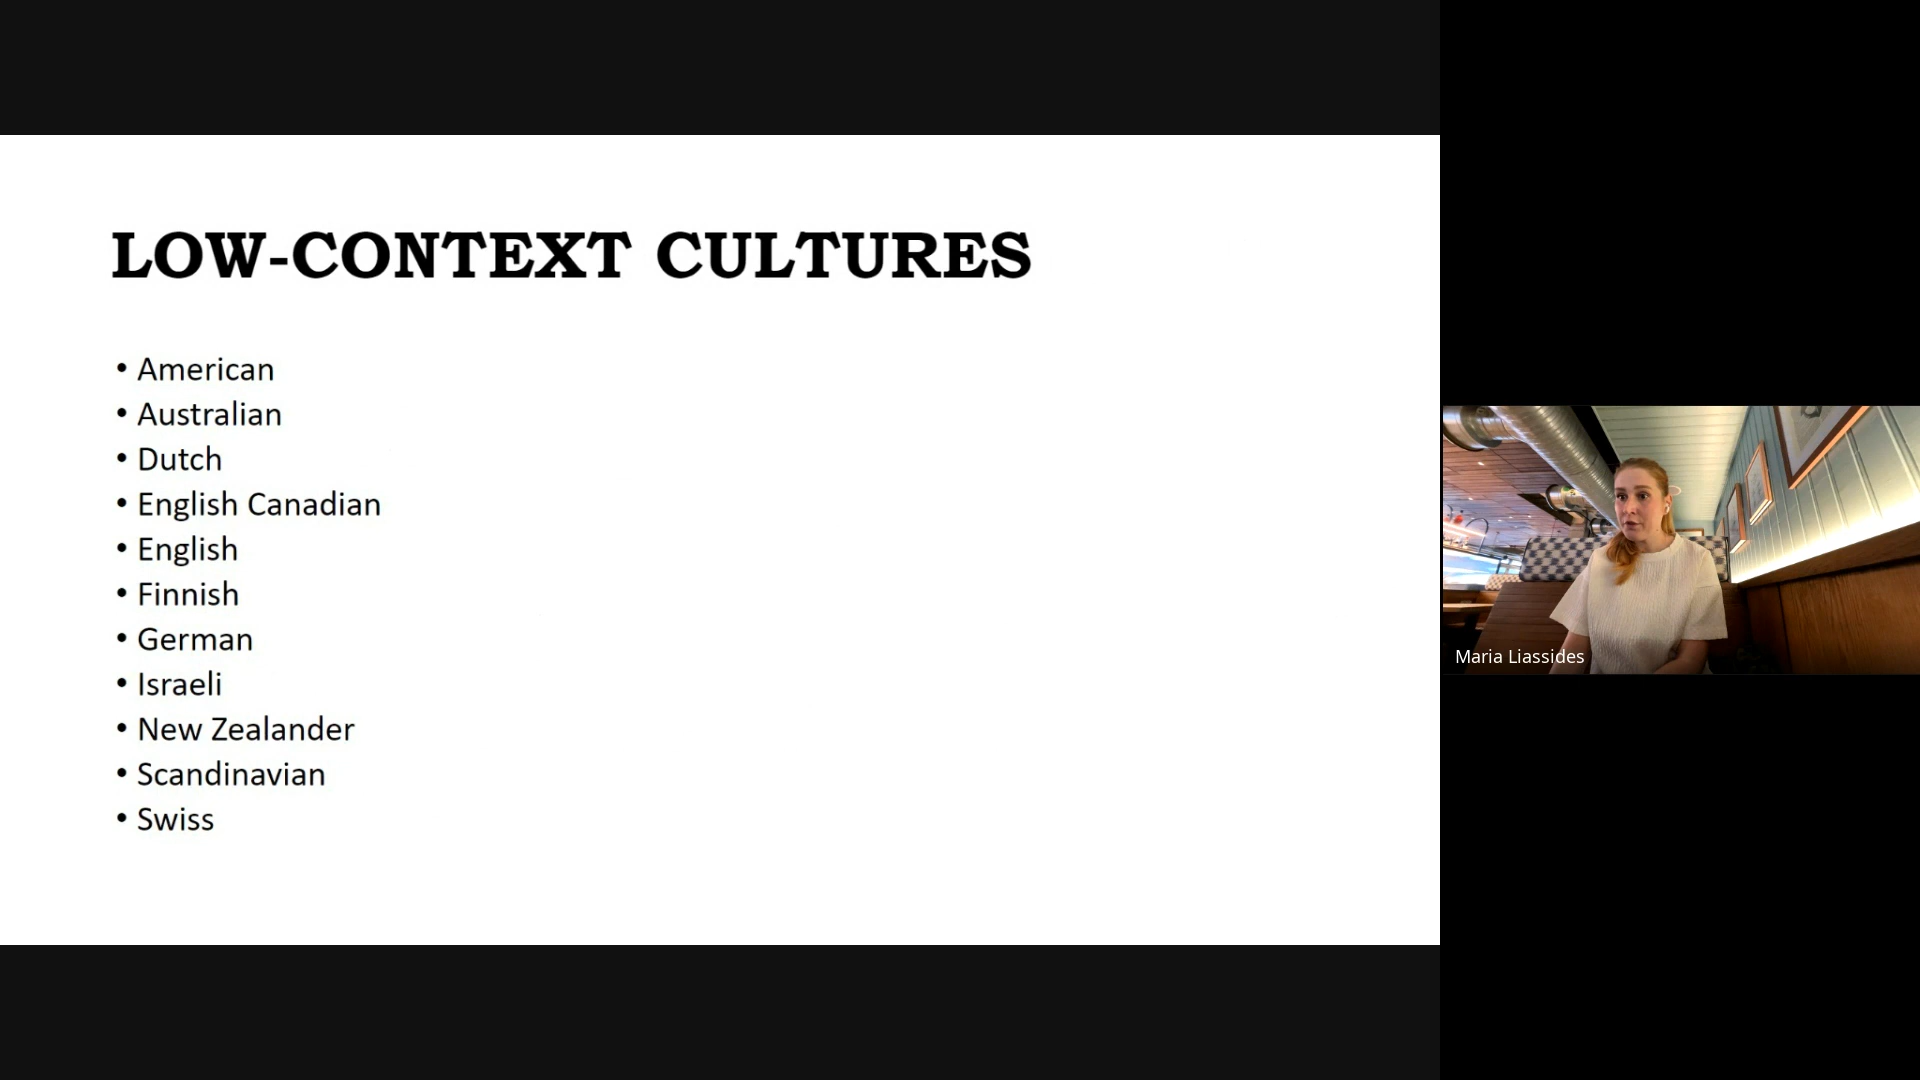 LOW-CONTEXT CULTURES
• American
• Australian
• Dutch
• English Canadian
• English
• Finnish
• German
• Israeli
• New Zealander
• Scandinavian
• Swiss
Maria Liassides